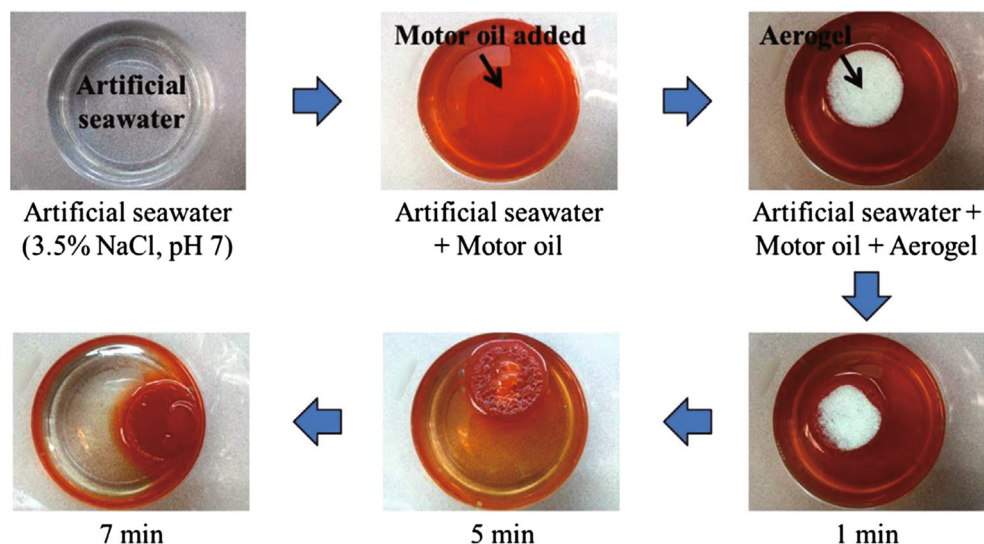 Artificial
seawater
Motor oil added
Aerogel
Artificial seawater
(3.5% NaCl, pH 7)
Artificial seawater
+ Motor oil
Artificial seawater +
Motor oil + Aerogel
7 min
5 min
1 min